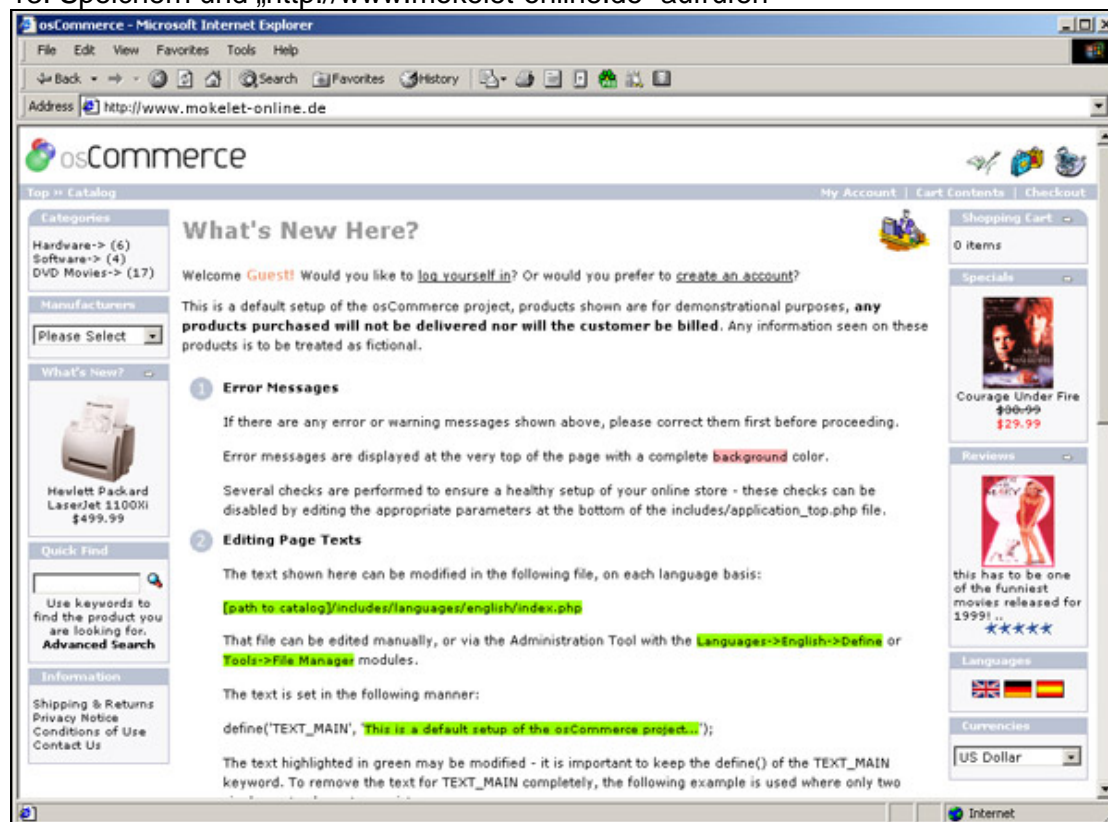 Speichern und „http://www.mokelet-online.de“ aufrufen
osCommerce - Microsoft Internet Explorer
File Edit View Favorites Tools Help
Back Search Favorites History
Address http://www.mokelet-online.de
osCommerce
Top » Catalog
My Account | Cart Contents | Checkout
Categories
Hardware-> (6)
Software-> (4)
DVD Movies-> (17)
Manufacturers
Please Select
What's New?
Hewlett Packard
LaserJet 1100Xi
$499.99
Quick Find
Use keywords to
find the product you
are looking for.
Advanced Search
Information
Shipping & Returns
Privacy Notice
Conditions of Use
Contact Us
What's New Here?
Welcome Guest! Would you like to log yourself in? Or would you prefer to create an account?
This is a default setup of the osCommerce project, products shown are for demonstrational purposes, any
products purchased will not be delivered nor will the customer be billed. Any information seen on these
products is to be treated as fictional.
1 Error Messages
If there are any error or warning messages shown above, please correct them first before proceeding.
Error messages are displayed at the very top of the page with a complete background color.
Several checks are performed to ensure a healthy setup of your online store - these checks can be
disabled by editing the appropriate parameters at the bottom of the includes/application_top.php file.
2 Editing Page Texts
The text shown here can be modified in the following file, on each language basis:
[path to catalog]/includes/languages/english/index.php
That file can be edited manually, or via the Administration Tool with the Languages->English->Define or
Tools->File Manager modules.
The text is set in the following manner:
define('TEXT_MAIN', 'This is a default setup of the osCommerce project...');
The text highlighted in green may be modified - it is important to keep the define() of the TEXT_MAIN
keyword. To remove the text for TEXT_MAIN completely, the following example is used where only two
Shopping Cart
0 items
Specials
Courage Under Fire
$29.99
Reviews
this has to be one
of the funniest
movies released for
1999! ..
Languages
Currencies
US Dollar
Internet